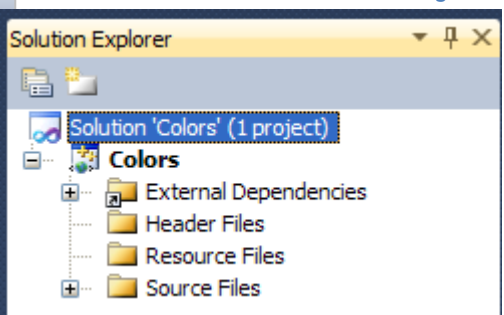 Solution Explorer
Solution 'Colors' (1 project)
Colors
External Dependencies
Header Files
Resource Files
Source Files